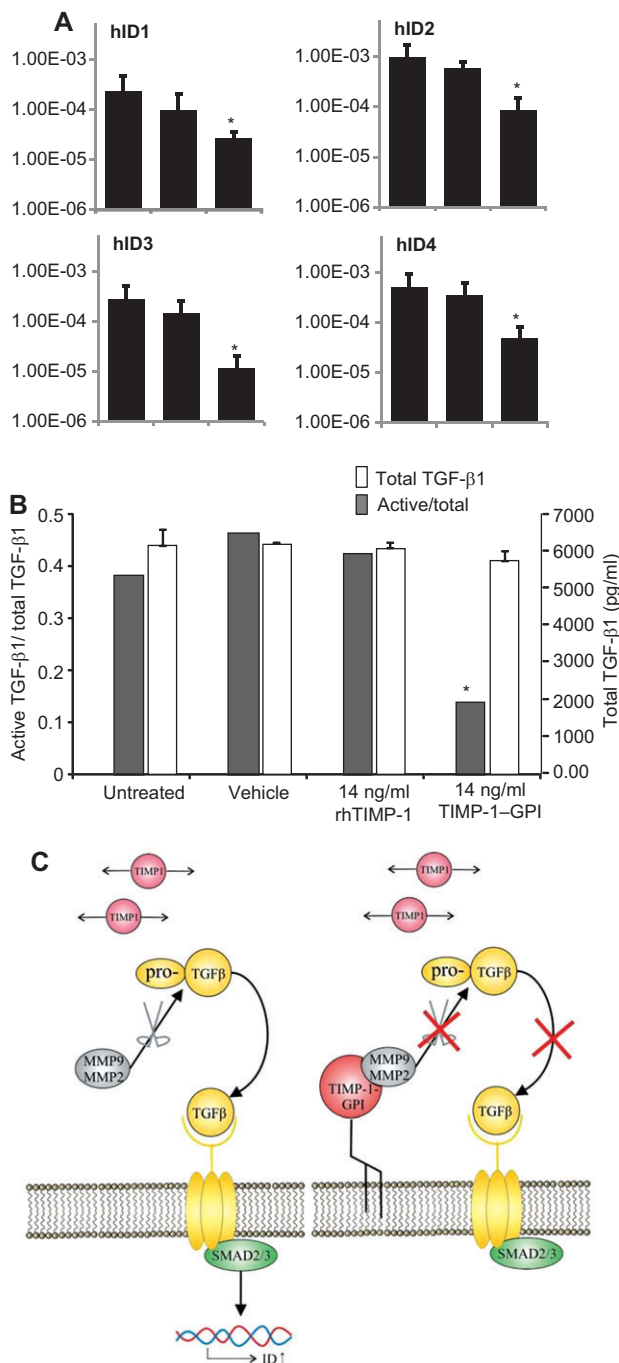 A
hID1
1.00E-03
1.00E-04
1.00E-05
1.00E-06
*
hID2
1.00E-03
1.00E-04
1.00E-05
1.00E-06
*
hID3
1.00E-03
1.00E-04
1.00E-05
1.00E-06
*
hID4
1.00E-03
1.00E-04
1.00E-05
1.00E-06
*
B
Total TGF-β1
Active/total
Active TGF-β1/ total TGF-β1
0.5
0.4
0.3
0.2
0.1
0
Total TGF-β1 (pg/ml)
7000
6000
5000
4000
3000
2000
1000
0.00
*
Untreated
Vehicle
14 ng/ml
rhTIMP-1
14 ng/ml
TIMP-1–GPI
C
TIMP1
TIMP1
pro-
TGFβ
MMP9
MMP2
TGFβ
SMAD2/3
ID↑
TIMP1
TIMP1
pro-
TGFβ
MMP9
MMP2
TIMP-1-
GPI
TGFβ
SMAD2/3